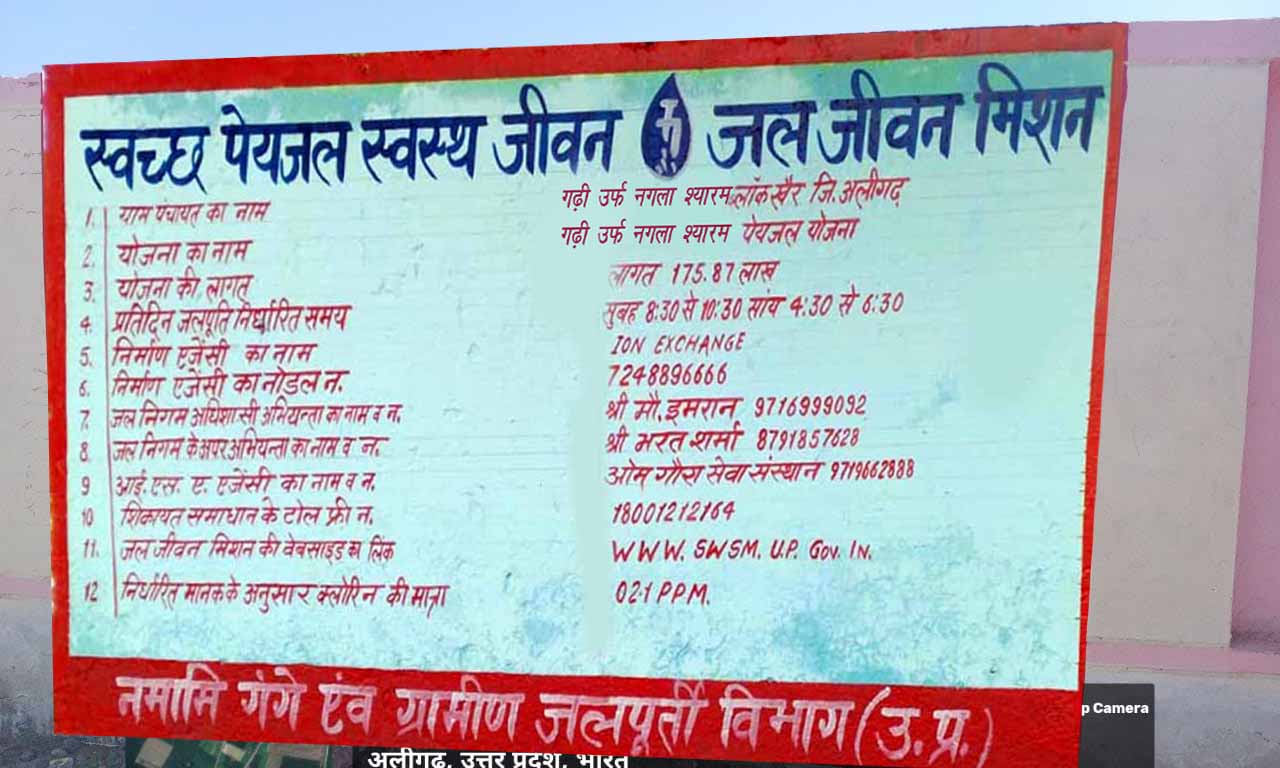 स्वच्छ पेयजल स्वस्थ जीवन जल जीवन मिशन
1. ग्राम पंचायत का नाम गढ़ी उर्फ नगला श्यारम ब्लॉक खैर जि. अलीगढ़
2. योजना का नाम गढ़ी उर्फ नगला श्यारम पेयजल योजना
3. योजना की लागत लागत 175.87 लाख
4. प्रतिदिन जलपूर्ति निर्धारित समय सुबह 8:30 से 10:30 सांय 4:30 से 6:30
5. निर्माण एजेंसी का नाम ION EXCHANGE
6. निर्माण एजेंसी का नोडल न. 7248896666
7. जल निगम अधिशासी अभियन्ता का नाम व न. श्री मौ. इमरान 9716999092
8. जल निगम के अपर अभियन्ता का नाम व न. श्री भरत शर्मा 8791857628
9 आई. एस. ए. एजेंसी का नाम व न. ओम गौरा सेवा संस्थान 9719662888
10 शिकायत समाधान के टोल फ्री न. 18001212164
11. जल जीवन मिशन की वेबसाइड का लिंक WWW. SWSM. U.P. Gov. In.
12 निर्धारित मानक के अनुसार क्लोरिन की मात्रा 02.1 PPM.
नमामि गंगे एंव ग्रामीण जलपूर्ती विभाग (उ. प्र.)
p Camera
अलीगढ़, उत्तर प्रदेश, भारत